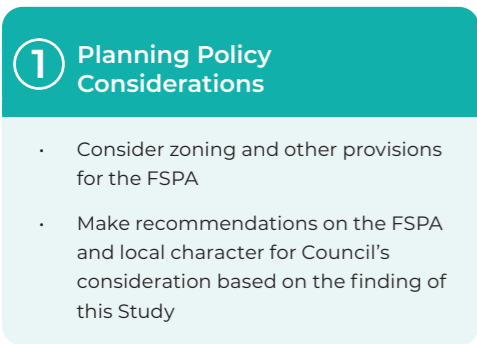 1
Planning Policy
Considerations
• Consider zoning and other provisions
for the FSPA
• Make recommendations on the FSPA
and local character for Council’s
consideration based on the finding of
this Study